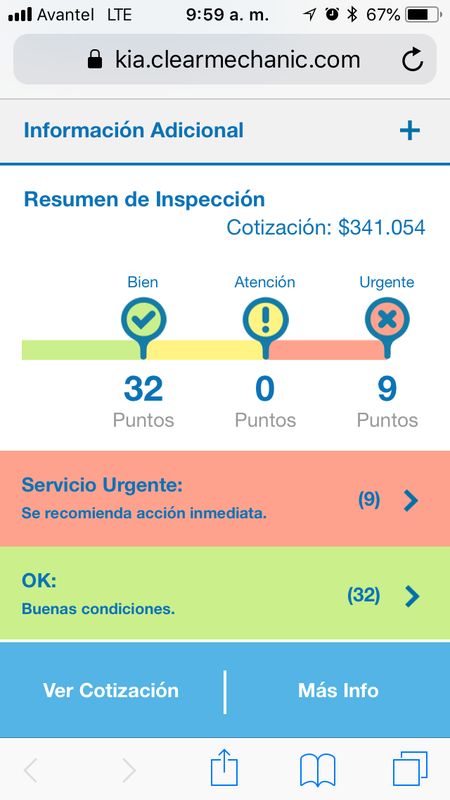 Avantel LTE 9:59 a. m. 67%
kia.clearmechanic.com
Información Adicional +
Resumen de Inspección
Cotización: $341.054
Bien Atención Urgente
32 0 9
Puntos Puntos Puntos
Servicio Urgente:
(9)
Se recomienda acción inmediata.
OK:
(32)
Buenas condiciones.
Ver Cotización Más Info